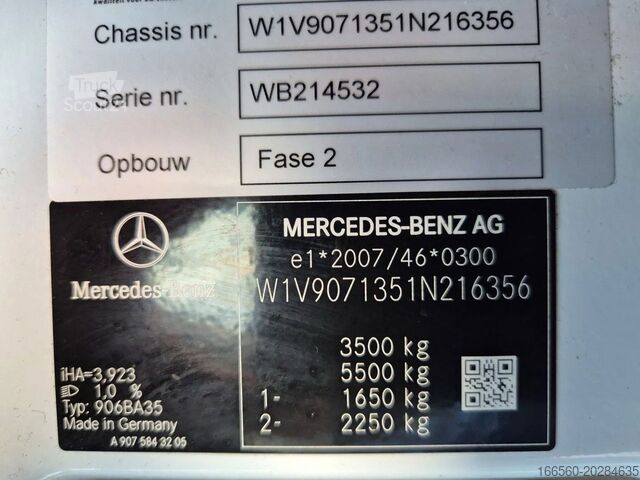 Chassis nr. W1V9071351N216356
Truck
Scout24
Serie nr. WB214532
Opbouw Fase 2
MERCEDES-BENZ AG
e1*2007/46*0300
W1V9071351N216356
Mercedes-Benz
3500 kg
5500 kg
1- 1650 kg
2- 2250 kg
iHA=3,923
1,0 %
Typ: 906BA35
Made in Germany
A 907 584 32 05
166560-20284635